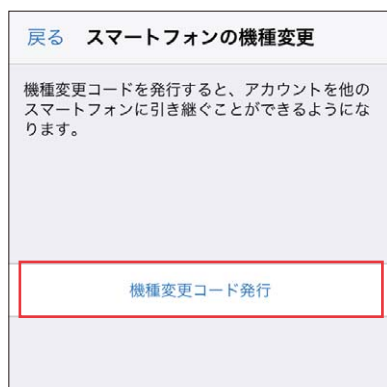 戻る スマートフォンの機種変更
機種変更コードを発行すると、アカウントを他の
スマートフォンに引き継ぐことができるようにな
ります。
機種変更コード発行